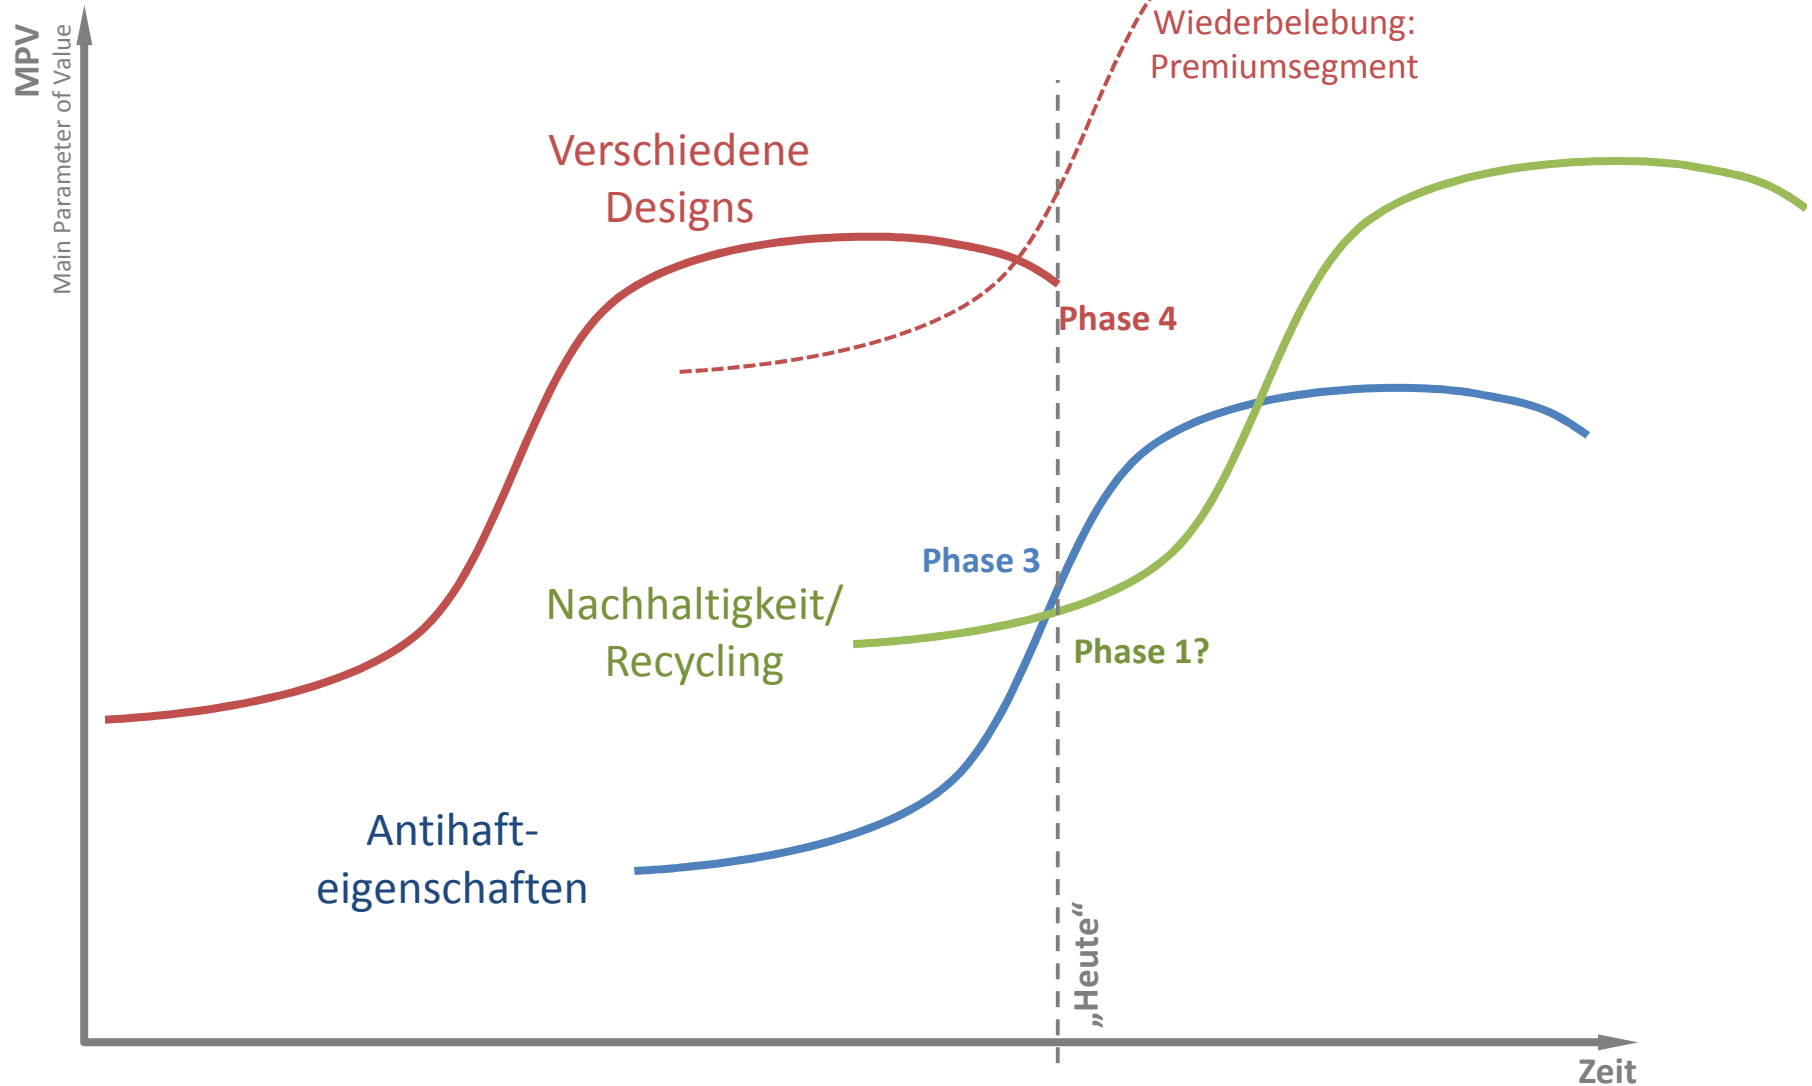 MPV
Main Parameter of Value
Wiederbelebung:
Premiumsegment
Verschiedene
Designs
Phase 4
Phase 3
Nachhaltigkeit/
Recycling
Phase 1?
Antihaft-
eigenschaften
„Heute“
Zeit